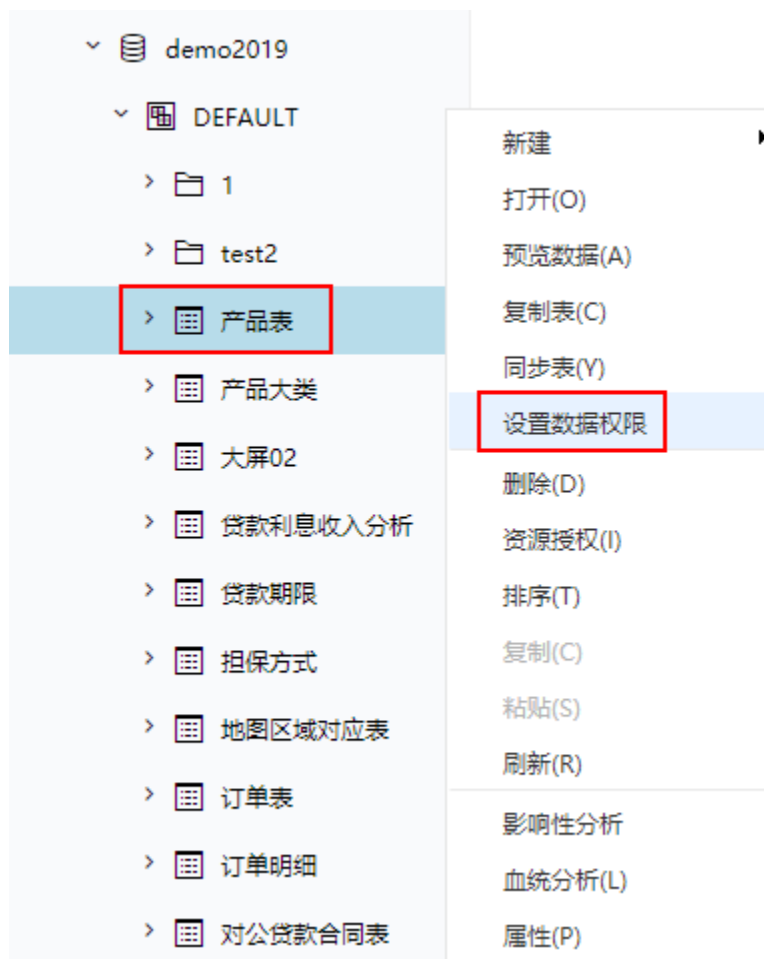 demo2019
DEFAULT
1
test2
产品表
产品大类
大屏02
贷款利息收入分析
贷款期限
担保方式
地图区域对应表
订单表
订单明细
对公贷款合同表
新建
打开(O)
预览数据(A)
复制表(C)
同步表(Y)
设置数据权限
删除(D)
资源授权(I)
排序(T)
复制(C)
粘贴(S)
刷新(R)
影响性分析
血统分析(L)
属性(P)